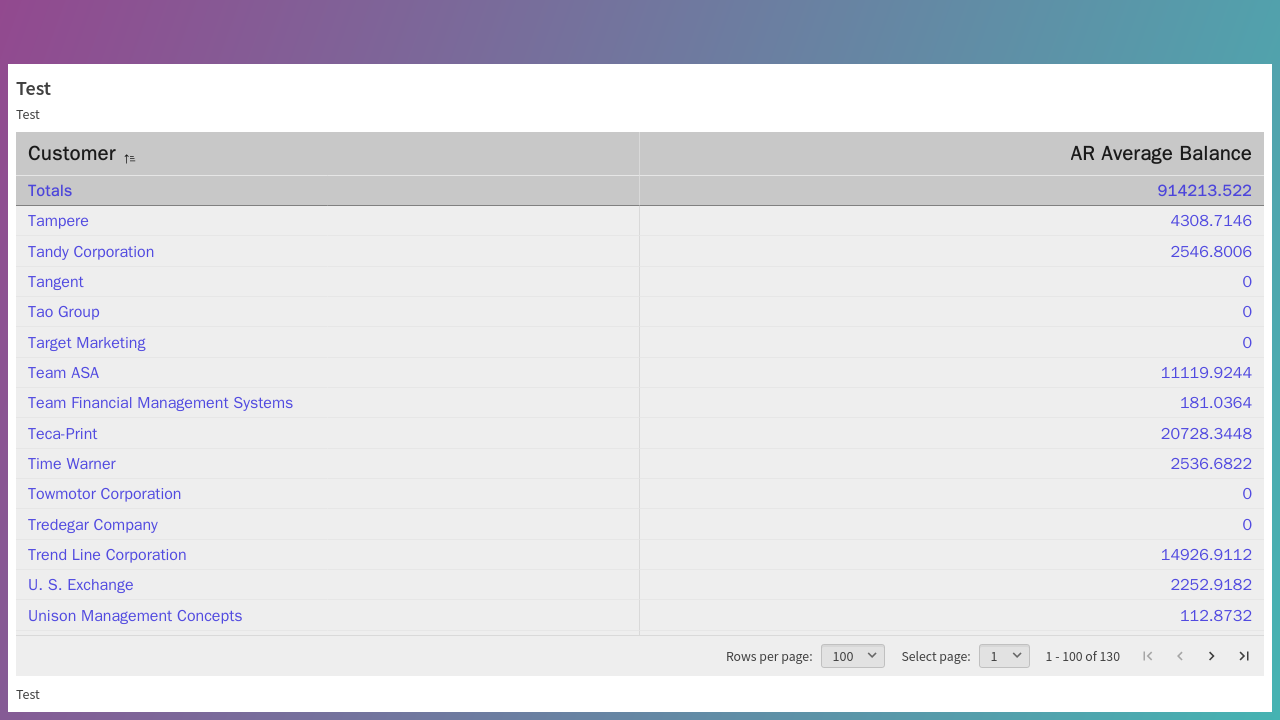 Test
Test
Customer AR Average Balance
Totals 914213.522
Tampere 4308.7146
Tandy Corporation 2546.8006
Tangent 0
Tao Group 0
Target Marketing 0
Team ASA 11119.9244
Team Financial Management Systems 181.0364
Teca-Print 20728.3448
Time Warner 2536.6822
Towmotor Corporation 0
Tredegar Company 0
Trend Line Corporation 14926.9112
U. S. Exchange 2252.9182
Unison Management Concepts 112.8732
Rows per page: 100 Select page: 1 1 - 100 of 130
Test